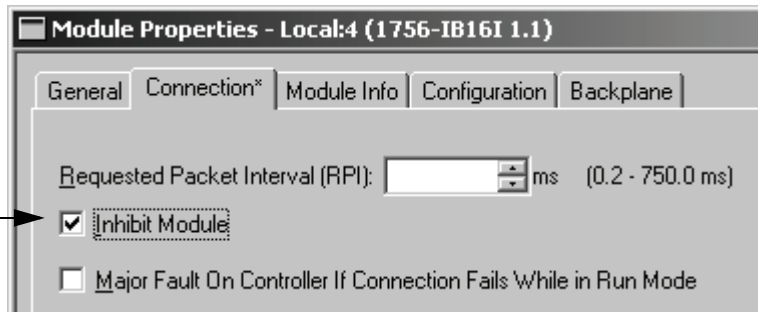 Module Properties - Local:4 (1756-IB16I 1.1)
General Connection* Module Info Configuration Backplane
Requested Packet Interval (RPI): ms (0.2 - 750.0 ms)
Inhibit Module
Major Fault On Controller If Connection Fails While in Run Mode